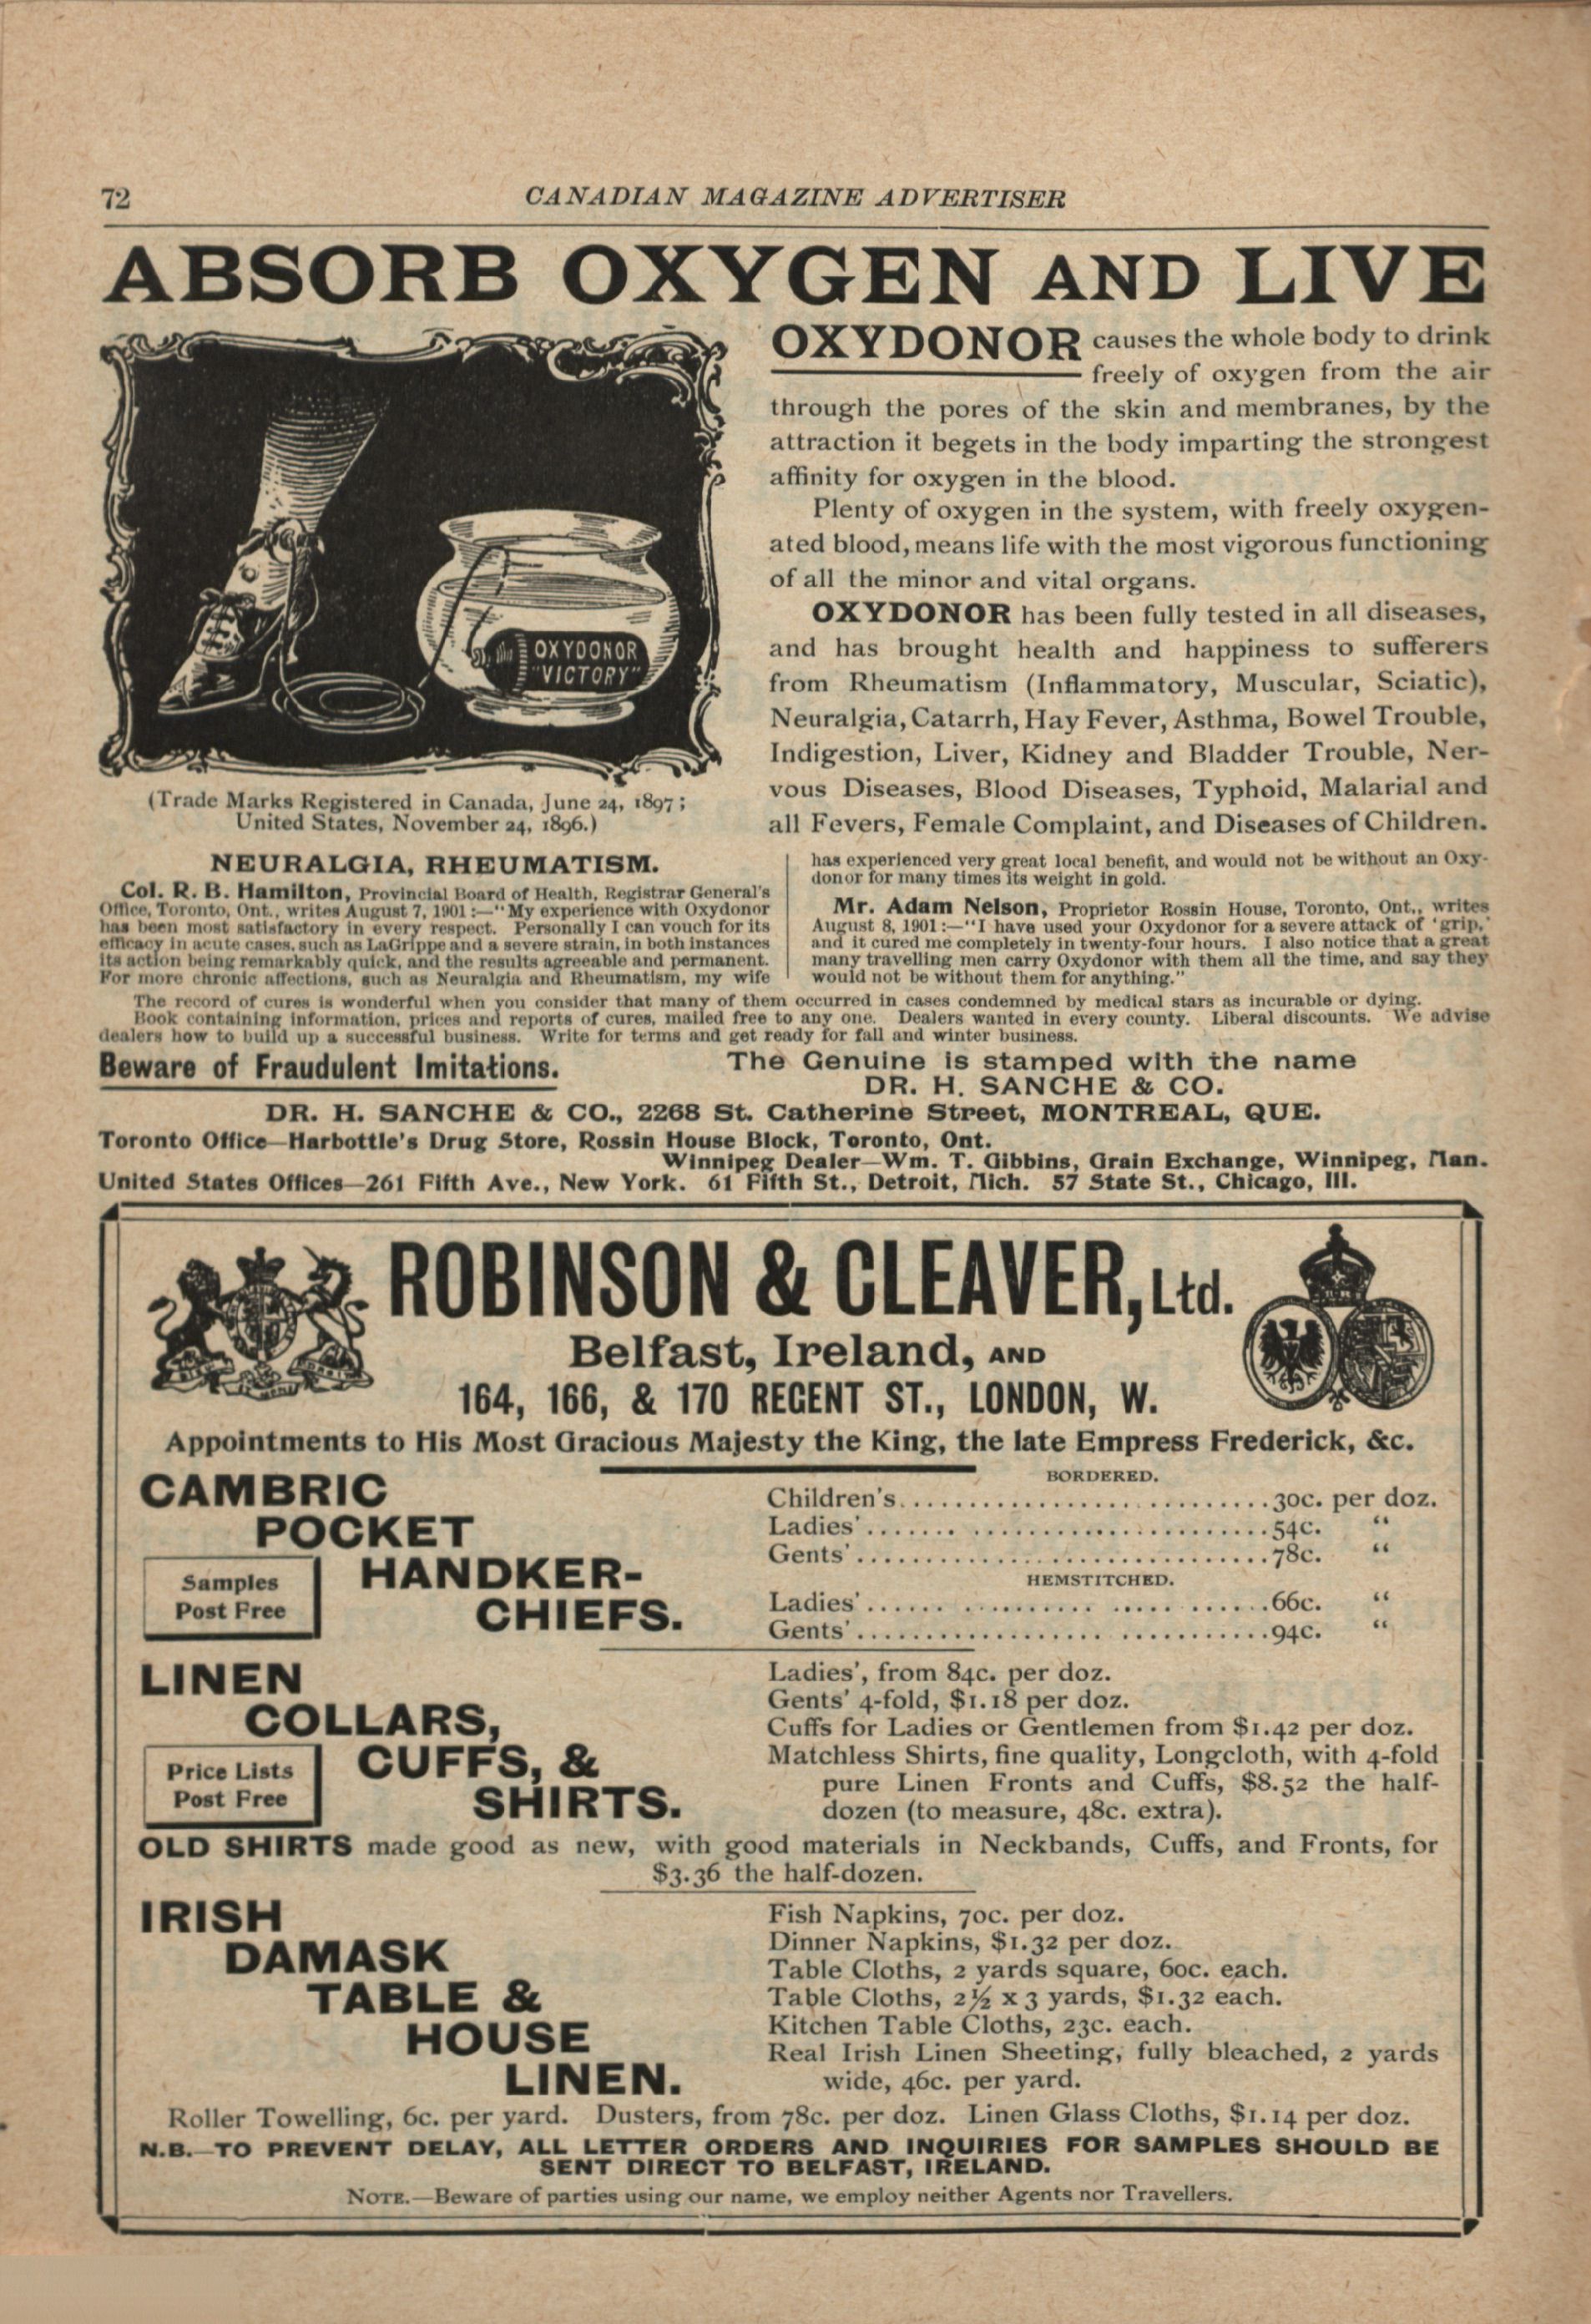 72
CANADIAN MAGAZINE ADVERTISER
ABSORB OXYGEN AND LIVE
OXYDONOR
"VICTORY"
(Trade Marks Registered in Canada, June 24, 1897;
United States, November 24, 1896.)
OXYDONOR causes the whole body to drink
freely of oxygen from the air
through the pores of the skin and membranes, by the
attraction it begets in the body imparting the strongest
affinity for oxygen in the blood.
Plenty of oxygen in the system, with freely oxygen-
ated blood, means life with the most vigorous functioning
of all the minor and vital organs.
OXYDONOR has been fully tested in all diseases,
and has brought health and happiness to sufferers
from Rheumatism (Inflammatory, Muscular, Sciatic),
Neuralgia, Catarrh, Hay Fever, Asthma, Bowel Trouble,
Indigestion, Liver, Kidney and Bladder Trouble, Ner-
vous Diseases, Blood Diseases, Typhoid, Malarial and
all Fevers, Female Complaint, and Diseases of Children.
NEURALGIA, RHEUMATISM.
Col. R. B. Hamilton, Provincial Board of Health, Registrar General's
Office, Toronto, Ont., writes August 7, 1901:—"My experience with Oxydonor
has been most satisfactory in every respect. Personally I can vouch for its
efficacy in acute cases, such as LaGrippe and a severe strain, in both instances
its action being remarkably quick, and the results agreeable and permanent.
For more chronic affections, such as Neuralgia and Rheumatism, my wife
has experienced very great local benefit, and would not be without an Oxy-
donor for many times its weight in gold.
Mr. Adam Nelson, Proprietor Rossin House, Toronto, Ont., writes
August 8, 1901:—"I have used your Oxydonor for a severe attack of 'grip,'
and it cured me completely in twenty-four hours. I also notice that a great
many travelling men carry Oxydonor with them all the time, and say they
would not be without them for anything."
The record of cures is wonderful when you consider that many of them occurred in cases condemned by medical stars as incurable or dying.
Book containing information, prices and reports of cures, mailed free to any one. Dealers wanted in every county. Liberal discounts. We advise
dealers how to build up a successful business. Write for terms and get ready for fall and winter business.
Beware of Fraudulent Imitations.
The Genuine is stamped with the name
DR. H. SANCHE & CO.
DR. H. SANCHE & CO., 2268 St. Catherine Street, MONTREAL, QUE.
Toronto Office—Harbottle's Drug Store, Rossin House Block, Toronto, Ont.
Winnipeg Dealer—Wm. T. Gibbins, Grain Exchange, Winnipeg, Man.
United States Offices—261 Fifth Ave., New York. 61 Fifth St., Detroit, Mich. 57 State St., Chicago, Ill.
ROBINSON & CLEAVER, Ltd.
Belfast, Ireland, AND
164, 166, & 170 REGENT ST., LONDON, W.
Appointments to His Most Gracious Majesty the King, the late Empress Frederick, &c.
CAMBRIC
POCKET
HANDKER-
CHIEFS.
Samples
Post Free
BORDERED.
Children's..........................30c. per doz.
Ladies'..........................54c. "
Gents'..........................78c. "
HEMSTITCHED.
Ladies'..........................66c. "
Gents'..........................94c. "
LINEN
COLLARS,
CUFFS, &
SHIRTS.
Price Lists
Post Free
Ladies', from 84c. per doz.
Gents' 4-fold, $1.18 per doz.
Cuffs for Ladies or Gentlemen from $1.42 per doz.
Matchless Shirts, fine quality, Longcloth, with 4-fold
pure Linen Fronts and Cuffs, $8.52 the half-
dozen (to measure, 48c. extra).
OLD SHIRTS made good as new, with good materials in Neckbands, Cuffs, and Fronts, for
$3.36 the half-dozen.
IRISH
DAMASK
TABLE &
HOUSE
LINEN.
Fish Napkins, 70c. per doz.
Dinner Napkins, $1.32 per doz.
Table Cloths, 2 yards square, 60c. each.
Table Cloths, 2½ x 3 yards, $1.32 each.
Kitchen Table Cloths, 23c. each.
Real Irish Linen Sheeting, fully bleached, 2 yards
wide, 46c. per yard.
Roller Towelling, 6c. per yard. Dusters, from 78c. per doz. Linen Glass Cloths, $1.14 per doz.
N.B.—TO PREVENT DELAY, ALL LETTER ORDERS AND INQUIRIES FOR SAMPLES SHOULD BE
SENT DIRECT TO BELFAST, IRELAND.
NOTE.—Beware of parties using our name, we employ neither Agents nor Travellers.